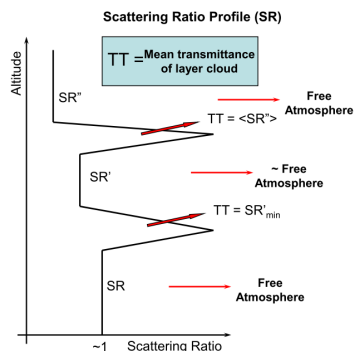 Scattering Ratio Profile (SR)
TT = Mean transmittance
of layer cloud
Altitude
SR”
Free
Atmosphere
TT = <SR”>
SR’
~ Free
Atmosphere
TT = SR’min
SR
Free
Atmosphere
~1 Scattering Ratio